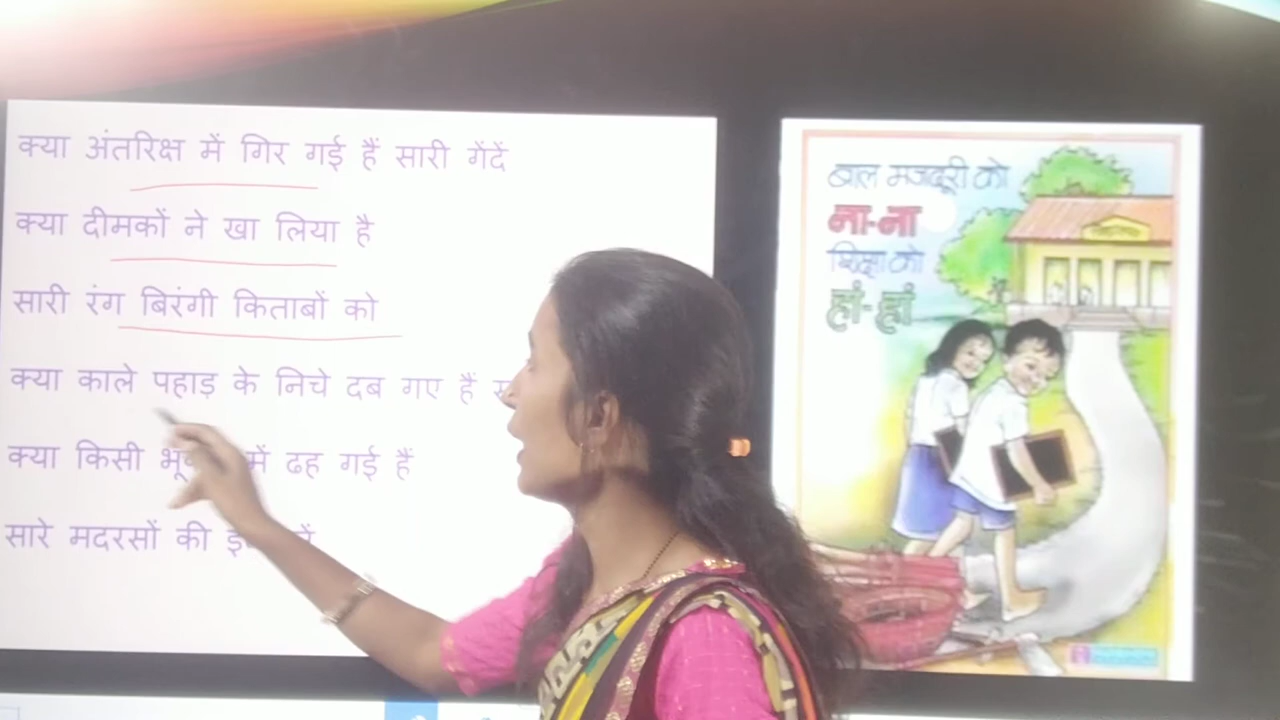 क्या अंतरिक्ष में गिर गई हैं सारी गेंदें
क्या दीमकों ने खा लिया है
सारी रंग बिरंगी किताबों को
क्या काले पहाड़ के निचे दब गए हैं
क्या किसी में ढह गई हैं
सारे मदरसों की
बाल मजदूरी को
ना-ना
शिक्षा को
हां-हां